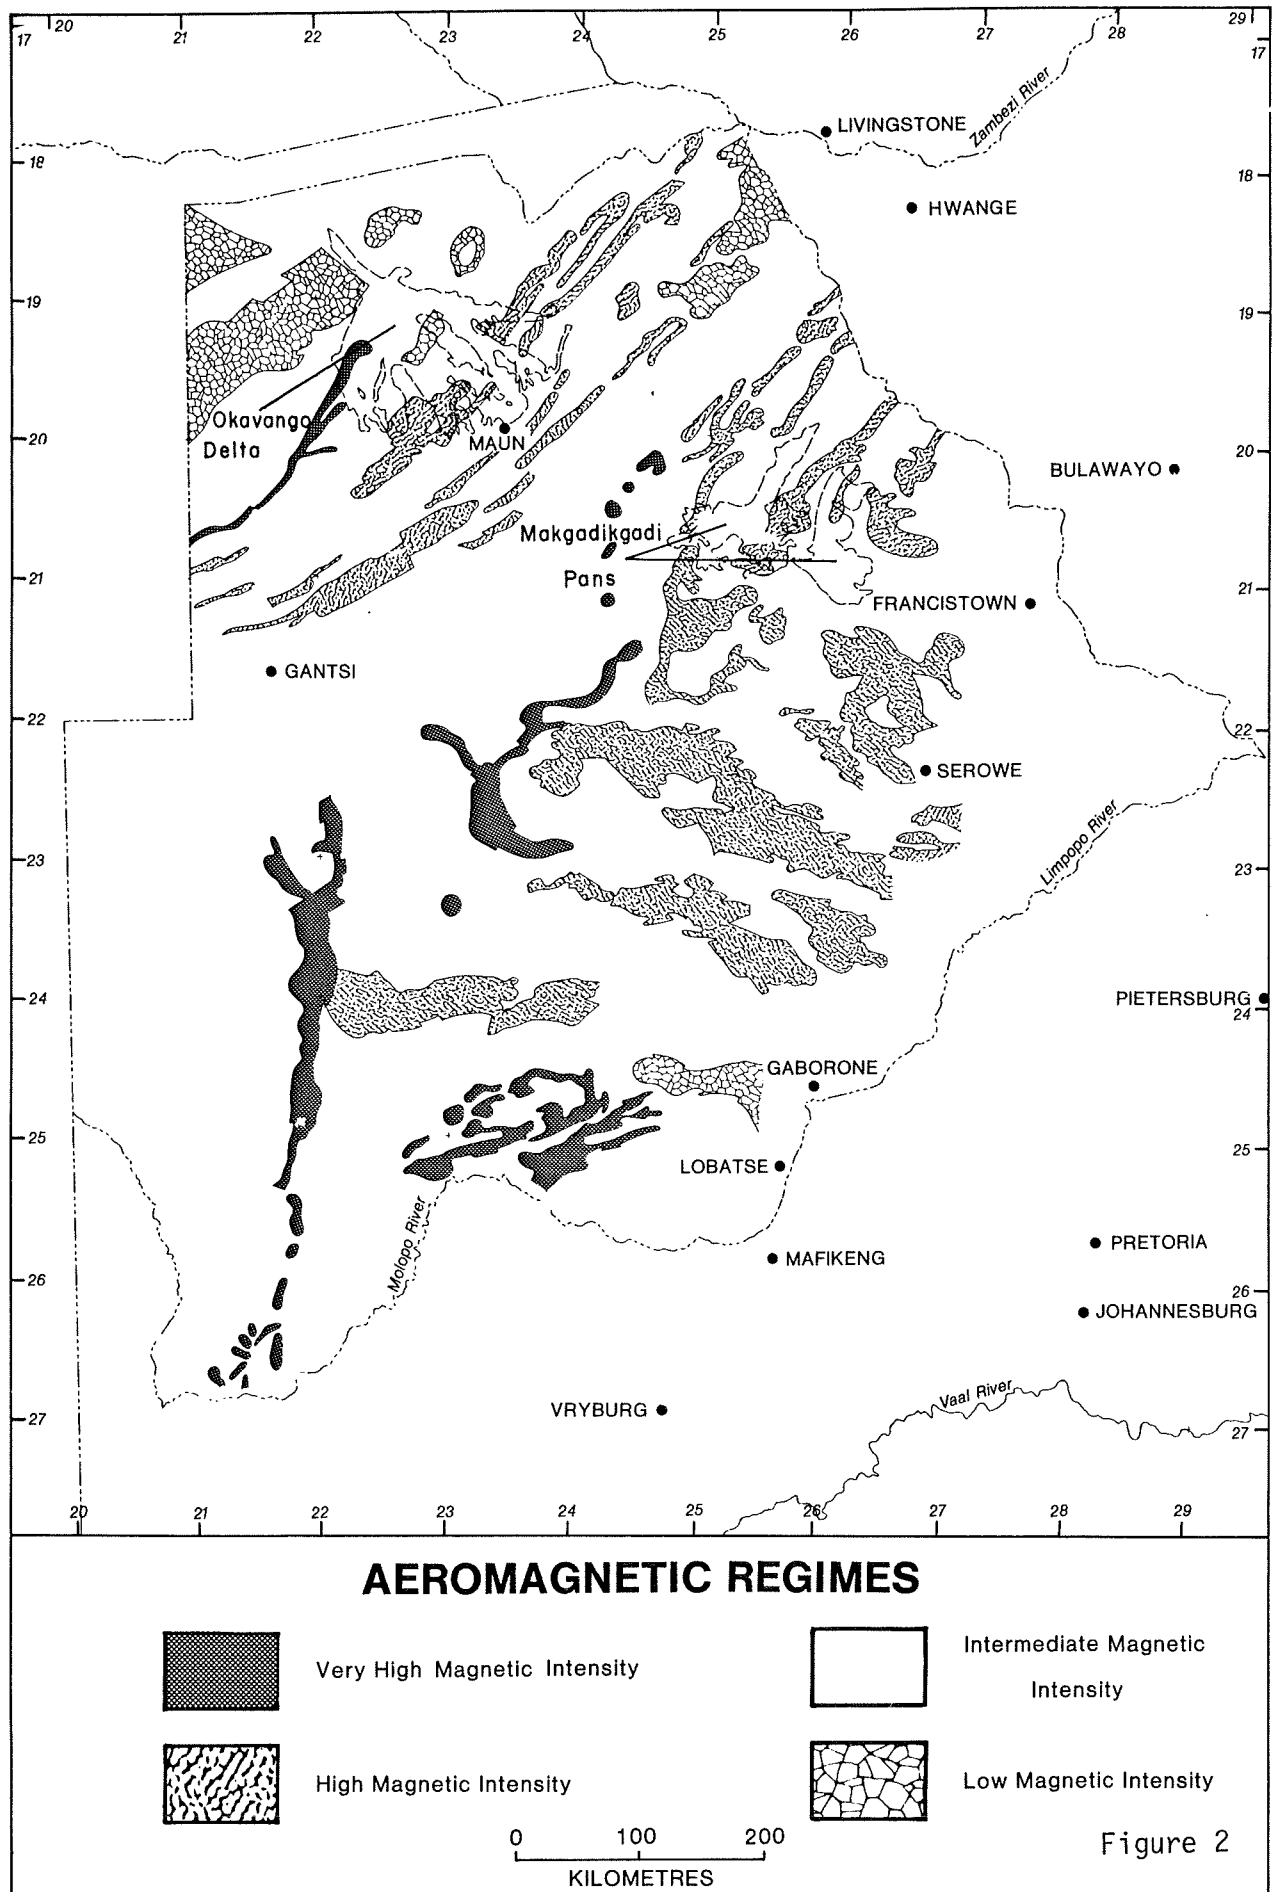 20 21 22 23 24 25 26 27 28 29
17 17
LIVINGSTONE
Zambezi River
18 18
HWANGE
19 19
Okavango
Delta
MAUN
20 20
BULAWAYO
Makgadikgadi
Pans
21 21
FRANCISTOWN
GANTSI
22 22
SEROWE
Limpopo River
23 23
24 24
PIETERSBURG
GABORONE
25 25
LOBATSE
Molopo River
MAFIKENG
PRETORIA
26 26
JOHANNESBURG
VRYBURG
Vaal River
27 27
20 21 22 23 24 25 26 27 28 29
AEROMAGNETIC REGIMES
Very High Magnetic Intensity
Intermediate Magnetic
Intensity
High Magnetic Intensity
Low Magnetic Intensity
0 100 200
KILOMETRES
Figure 2